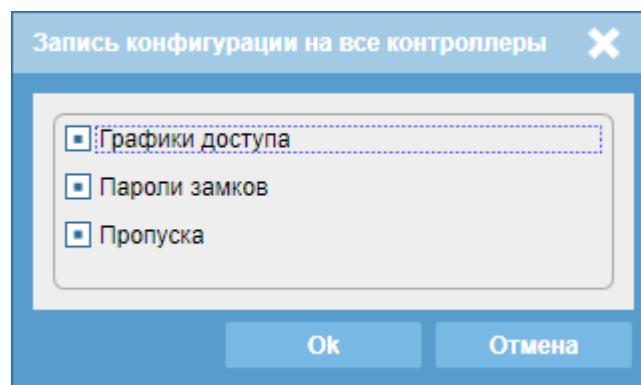 Запись конфигурации на все контроллеры
Графики доступа
Пароли замков
Пропуска
Ok
Отмена